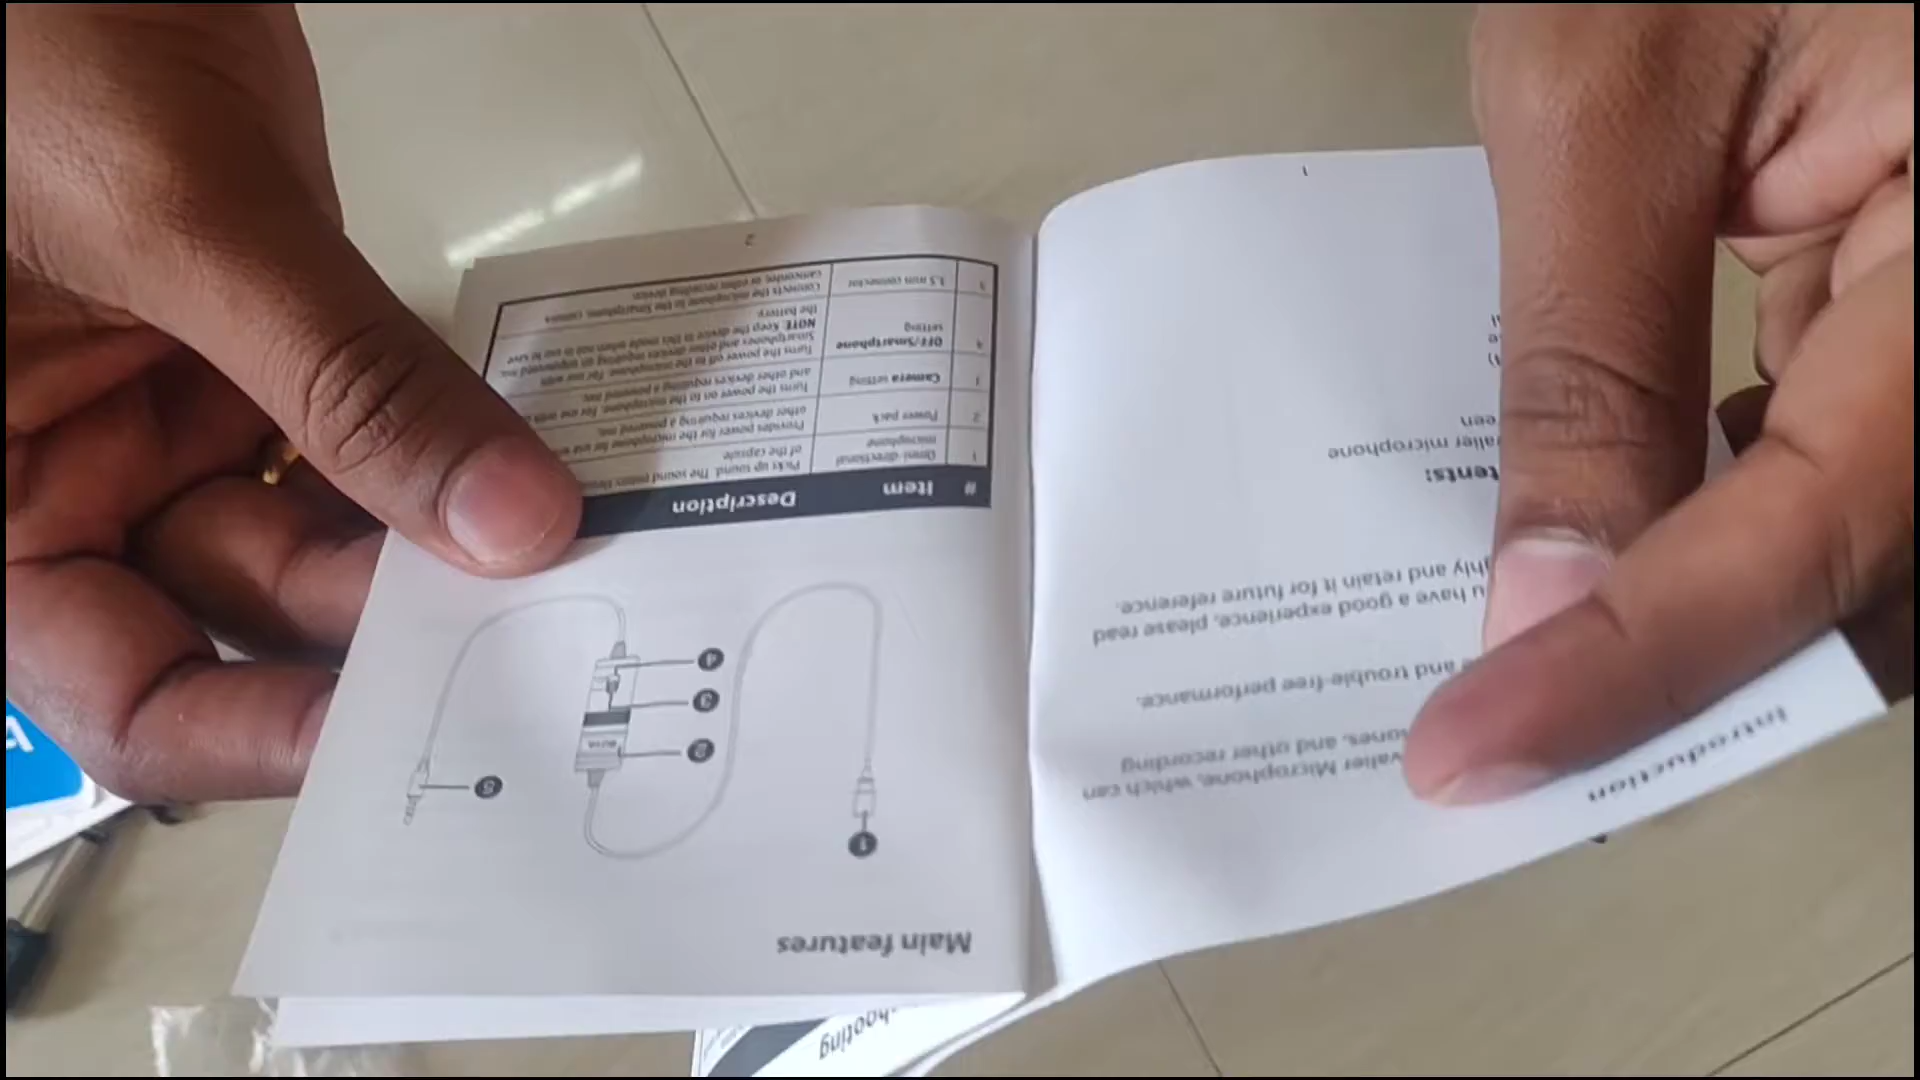 Introduction
valier Microphone, which can
hones, and other recording
and trouble-free performance.
u have a good experience, please read
hly and retain it for future reference.
tents:
valier microphone
een
1
Main features
1
2
3
4
5
BOYA
# Item Description
1 Omni-directional microphone Picks up sound. The sound enters
of the capsule.
2 Power pack Provides power for the microphone for use
other devices requiring a powered mic.
3 Camera setting Turns the power on to the microphone. For use with
and other devices requiring a powered mic.
4 OFF/Smartphone setting Turns the power off to the microphone. For use with
Smartphones and other devices requiring an unpowered mic.
NOTE: Keep the device in this mode when not in use to save
the battery.
5 3.5 mm connector Connects the microphone to the Smartphone, camera,
camcorder, or other recording device.
2
hooting